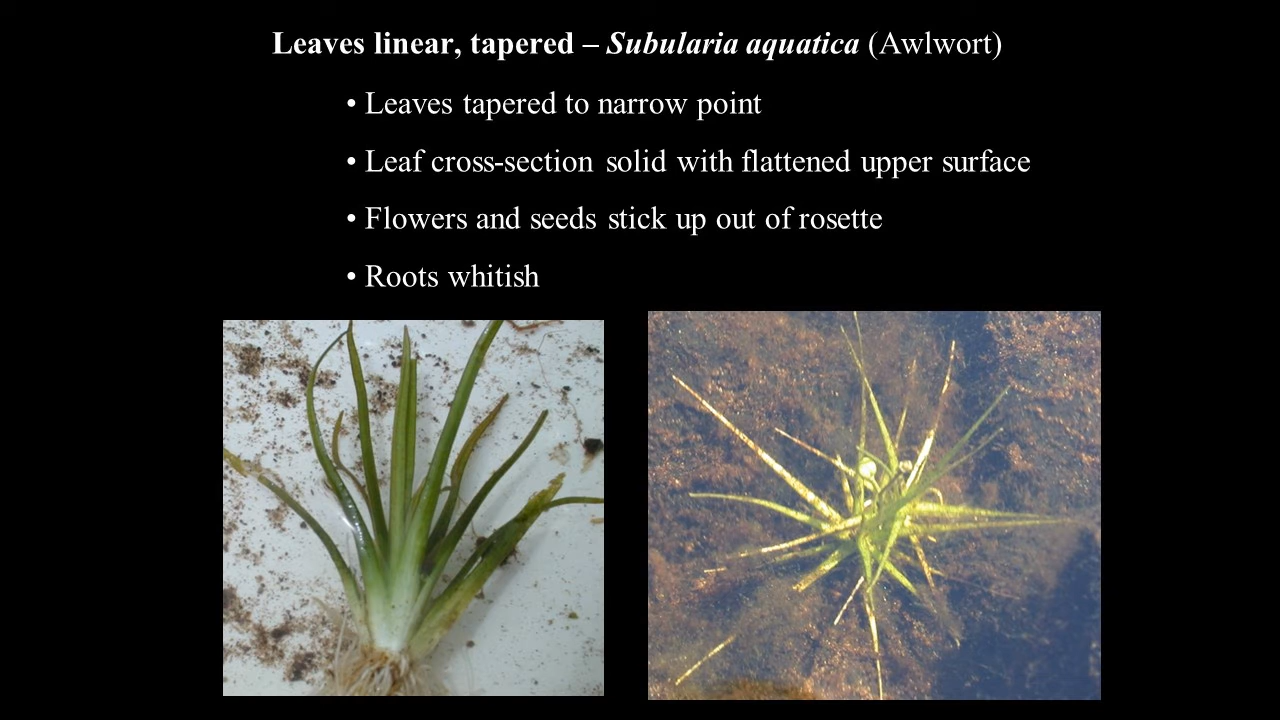 Leaves linear, tapered – Subularia aquatica (Awlwort)
• Leaves tapered to narrow point
• Leaf cross-section solid with flattened upper surface
• Flowers and seeds stick up out of rosette
• Roots whitish